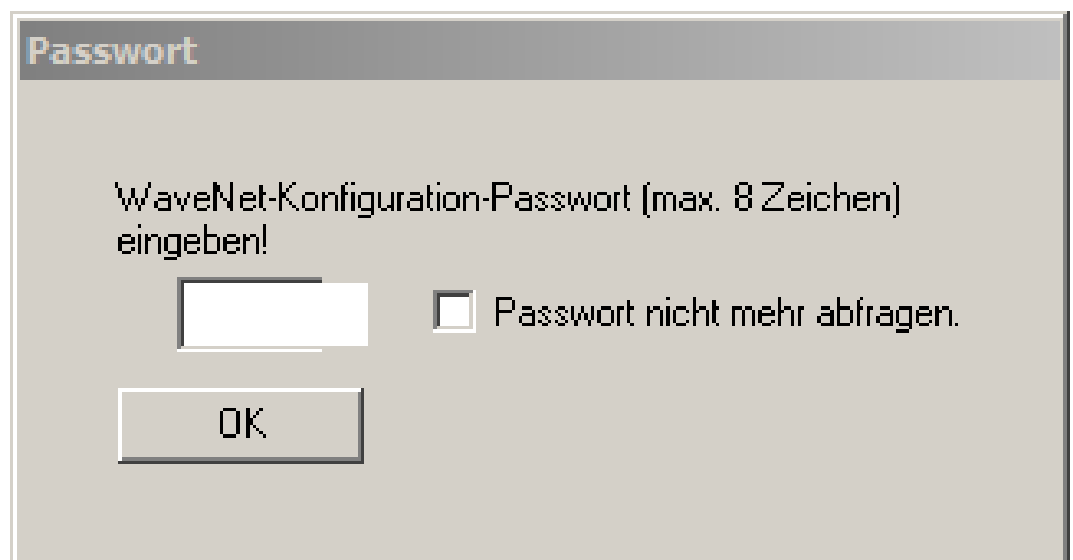 Passwort
WaveNet-Konfiguration-Passwort (max. 8 Zeichen)
eingeben!
Passwort nicht mehr abfragen.
OK